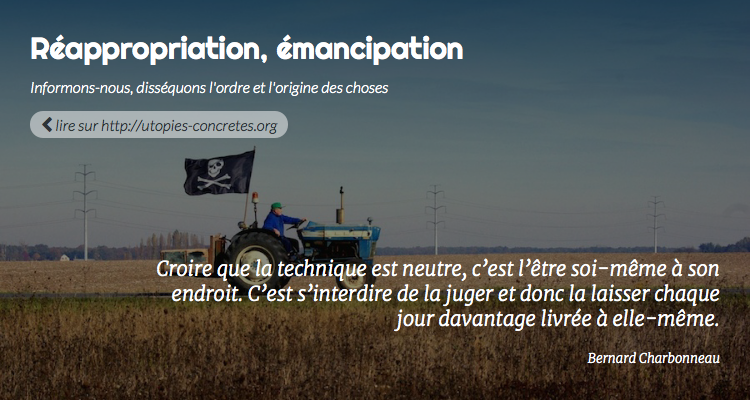 Réappropriation, émancipation
Informons-nous, disséquons l'ordre et l'origine des choses
lire sur http://utopies-concretes.org
Croire que la technique est neutre, c’est l’être soi-même à son
endroit. C’est s’interdire de la juger et donc la laisser chaque
jour davantage livrée à elle-même.
Bernard Charbonneau